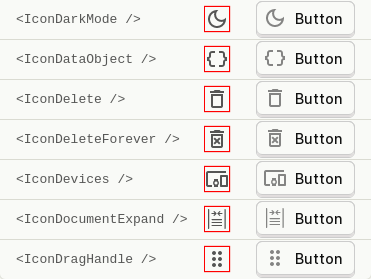 <IconDarkMode /> Button
<IconDataObject /> Button
<IconDelete /> Button
<IconDeleteForever /> Button
<IconDevices /> Button
<IconDocumentExpand /> Button
<IconDragHandle /> Button